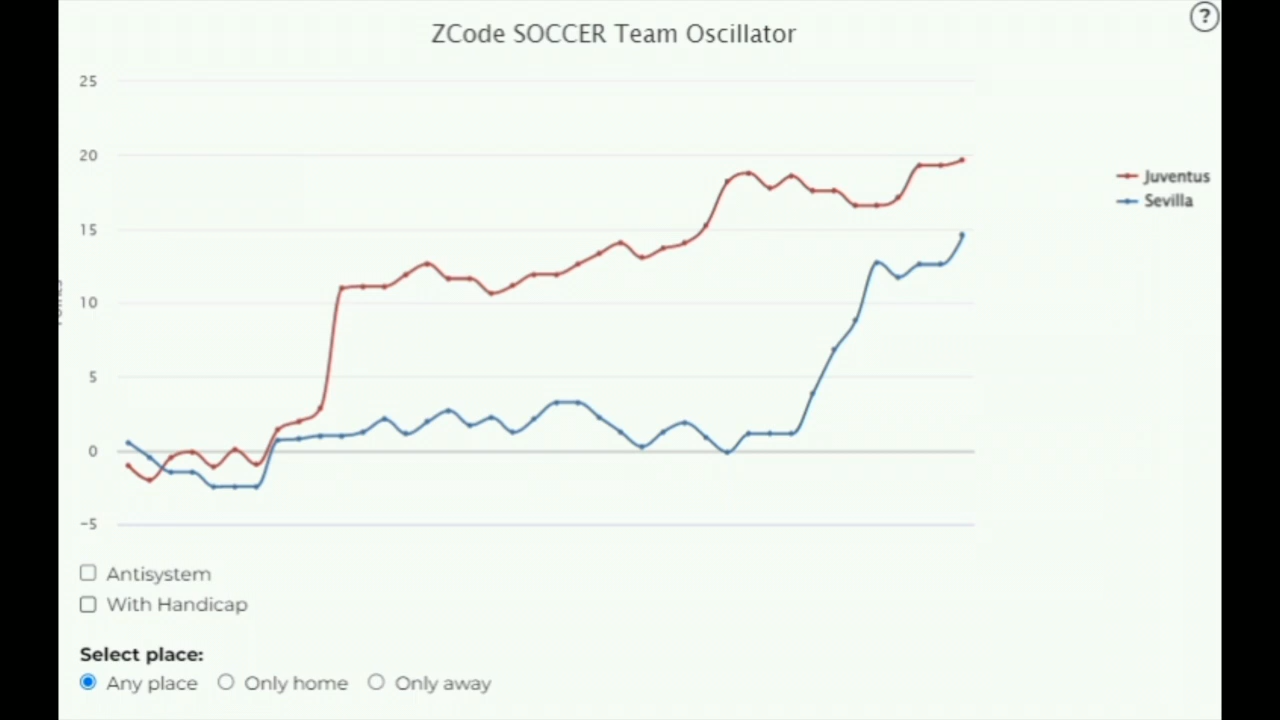 ZCode SOCCER Team Oscillator
?
25
20
15
10
5
0
−5
Juventus
Sevilla
Antisystem
With Handicap
Select place:
Any place Only home Only away